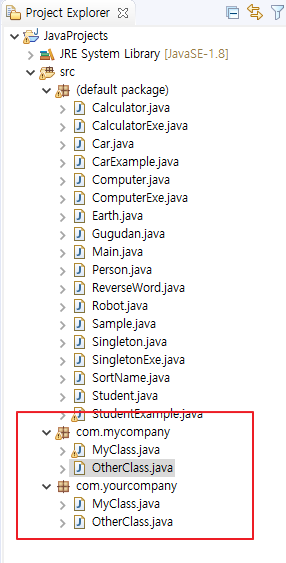 Project Explorer
JavaProjects
JRE System Library [JavaSE-1.8]
src
(default package)
Calculator.java
CalculatorExe.java
Car.java
CarExample.java
Computer.java
ComputerExe.java
Earth.java
Gugudan.java
Main.java
Person.java
ReverseWord.java
Robot.java
Sample.java
Singleton.java
SingletonExe.java
SortName.java
Student.java
StudentExample.java
com.mycompany
MyClass.java
OtherClass.java
com.yourcompany
MyClass.java
OtherClass.java